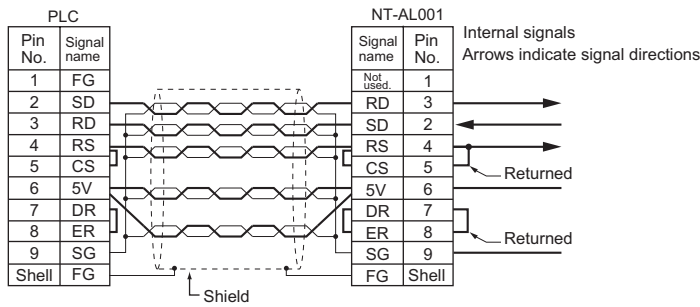 PLC
NT-AL001
Pin No. Signal name
1 FG
2 SD
3 RD
4 RS
5 CS
6 5V
7 DR
8 ER
9 SG
Shell FG
Signal name Pin No.
Not used. 1
RD 3
SD 2
RS 4
CS 5
5V 6
DR 7
ER 8
SG 9
FG Shell
Internal signals
Arrows indicate signal directions
Returned
Returned
Shield